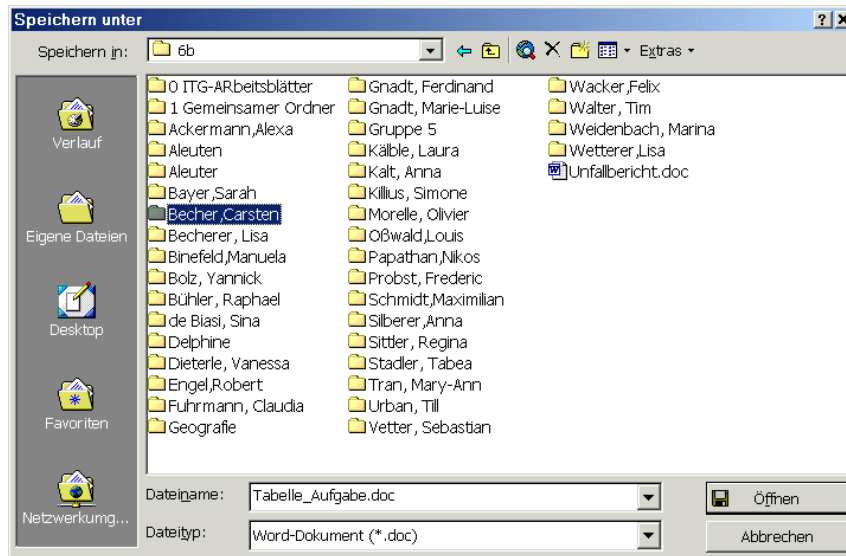 Speichern unter
Speichern in:
6b
Extras
Verlauf
Eigene Dateien
Desktop
Favoriten
Netzwerkumg...
0 ITG-ARbeitsblätter
1 Gemeinsamer Ordner
Ackermann,Alexa
Aleuten
Aleuter
Bayer,Sarah
Becher,Carsten
Becherer, Lisa
Binefeld,Manuela
Bolz, Yannick
Bühler, Raphael
de Biasi, Sina
Delphine
Dieterle, Vanessa
Engel,Robert
Fuhrmann, Claudia
Geografie
Gnadt, Ferdinand
Gnadt, Marie-Luise
Gruppe 5
Kälble, Laura
Kalt, Anna
Killius, Simone
Morelle, Olivier
Oßwald,Louis
Papathan,Nikos
Probst, Frederic
Schmidt,Maximilian
Silberer,Anna
Sittler, Regina
Stadler, Tabea
Tran, Mary-Ann
Urban, Till
Vetter, Sebastian
Wacker,Felix
Walter, Tim
Weidenbach, Marina
Wetterer,Lisa
Unfallbericht.doc
Dateiname:
Tabelle_Aufgabe.doc
Öffnen
Dateityp:
Word-Dokument (*.doc)
Abbrechen